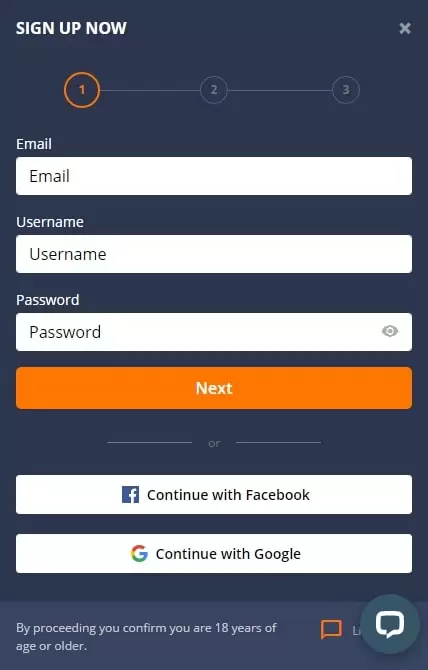 SIGN UP NOW
1 2 3
Email
Email
Username
Username
Password
Password
Next
or
Continue with Facebook
Continue with Google
By proceeding you confirm you are 18 years of
age or older.